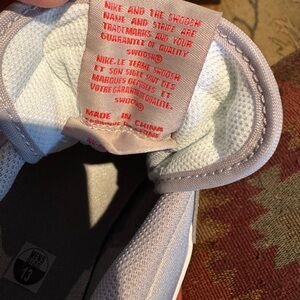 NIKE AND THE SWOOSH
NAME AND STRIPE ARE
TRADEMARKS AND YOUR
GUARANTEE OF QUALITY
SWOOSH®
NIKE, LE TERME SWOOSH
ET SON SIGLE SONT DES
MARQUES DEPOSEES ET
VOTRE GARANTIE DE QUALITE.
SWOOSH®
MADE IN CHINA